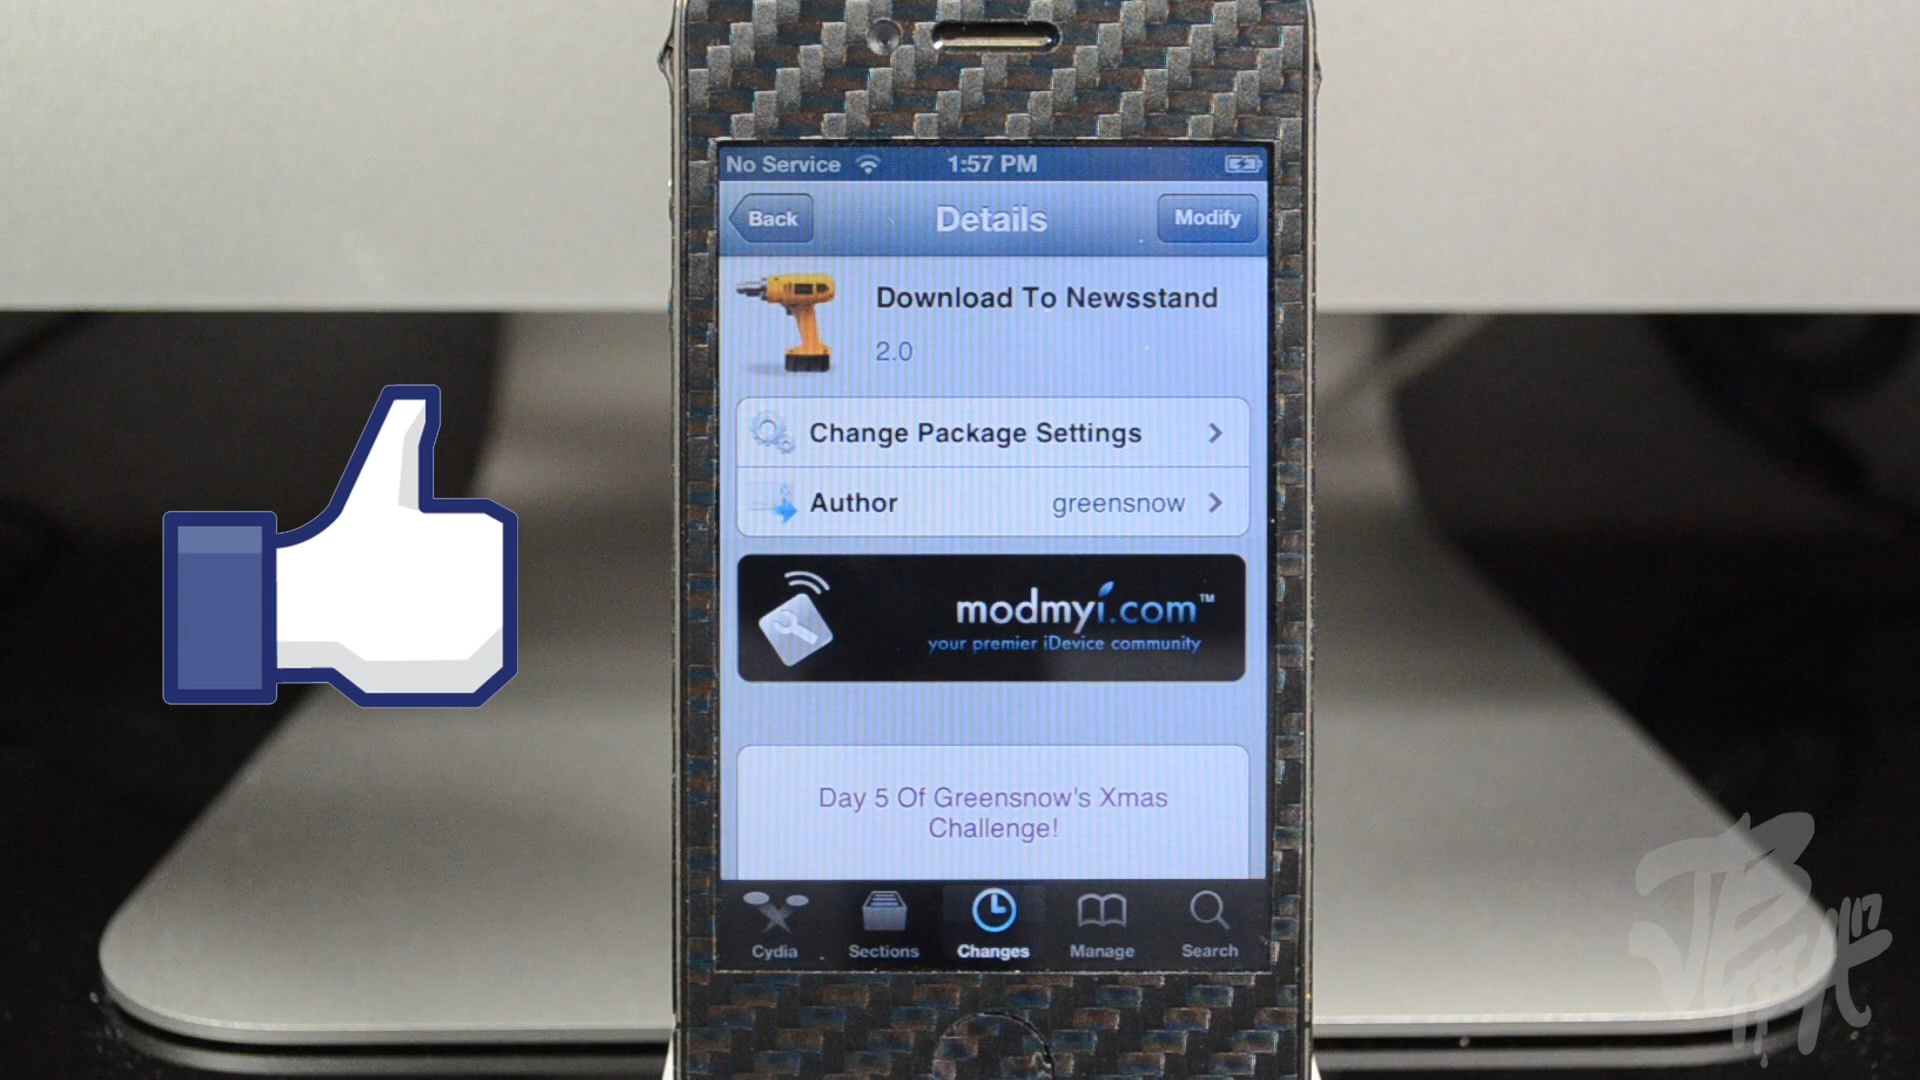 No Service 1:57 PM
Back Details Modify
Download To Newsstand
2.0
Change Package Settings
Author greensnow
modmyi.com™
your premier iDevice community
Day 5 Of Greensnow's Xmas
Challenge!
Cydia Sections Changes Manage Search